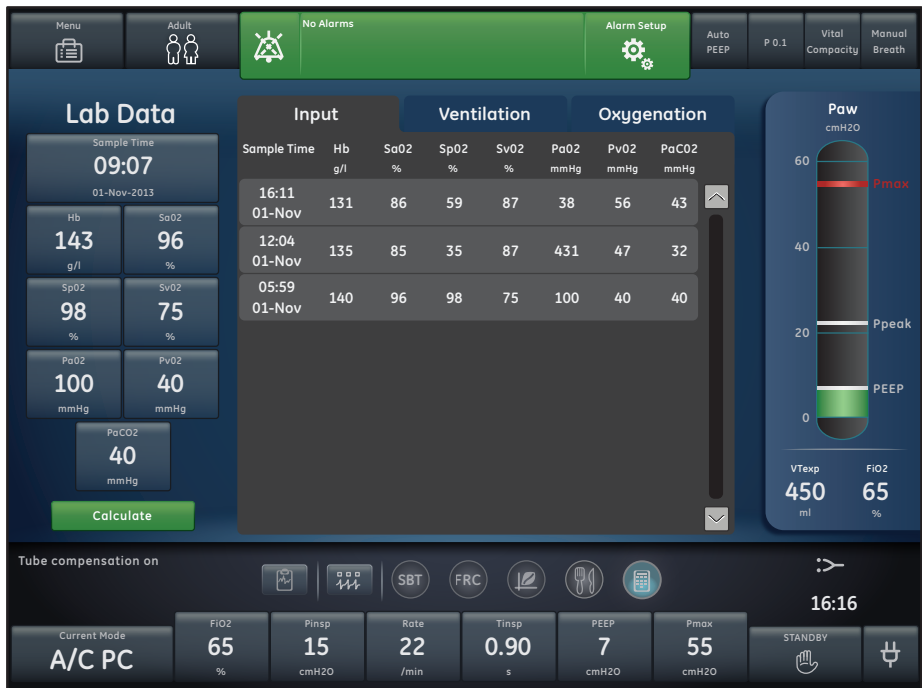 Menu
Adult
No Alarms
Alarm Setup
Auto PEEP
P 0.1
Vital Compacity
Manual Breath
Lab Data
Sample Time
09:07
01-Nov-2013
Hb
143
g/l
Sa02
96
%
Sp02
98
%
Sv02
75
%
Pa02
100
mmHg
Pv02
40
mmHg
PaCO2
40
mmHg
Calculate
Input Ventilation Oxygenation
Sample Time Hb Sa02 Sp02 Sv02 Pa02 Pv02 PaC02
g/l % % % mmHg mmHg mmHg
16:11
01-Nov 131 86 59 87 38 56 43
12:04
01-Nov 135 85 35 87 431 47 32
05:59
01-Nov 140 96 98 75 100 40 40
Paw
cmH2O
60
Pmax
40
20
Ppeak
PEEP
0
VTexp
450
ml
FiO2
65
%
Tube compensation on
SBT
FRC
16:16
Current Mode
A/C PC
FiO2
65
%
Pinsp
15
cmH2O
Rate
22
/min
Tinsp
0.90
s
PEEP
7
cmH2O
Pmax
55
cmH2O
STANDBY